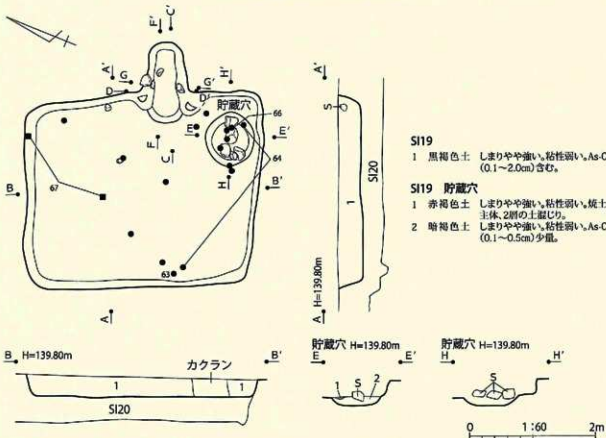 F'
C'
A'
G
D
G'
D'
H'
貯蔵穴
66
E
E'
64
F
C
H
67
B
B'
63
A
A'
S
SI20
1
A H=139.80m
SI19
1 黒褐色土 しまりやや強い。粘性弱い。As-C
(0.1～2.0cm)含む。
SI19 貯蔵穴
1 赤褐色土 しまりやや強い。粘性弱い。焼土
主体、2層の土混じり。
2 暗褐色土 しまりやや強い。粘性弱い。As-C
(0.1～0.5cm)少量。
B H=139.80m B'
カクラン
1 1
SI20
貯蔵穴 H=139.80m
E E'
1 S 2
貯蔵穴 H=139.80m
H H'
S
0 1:60 2m